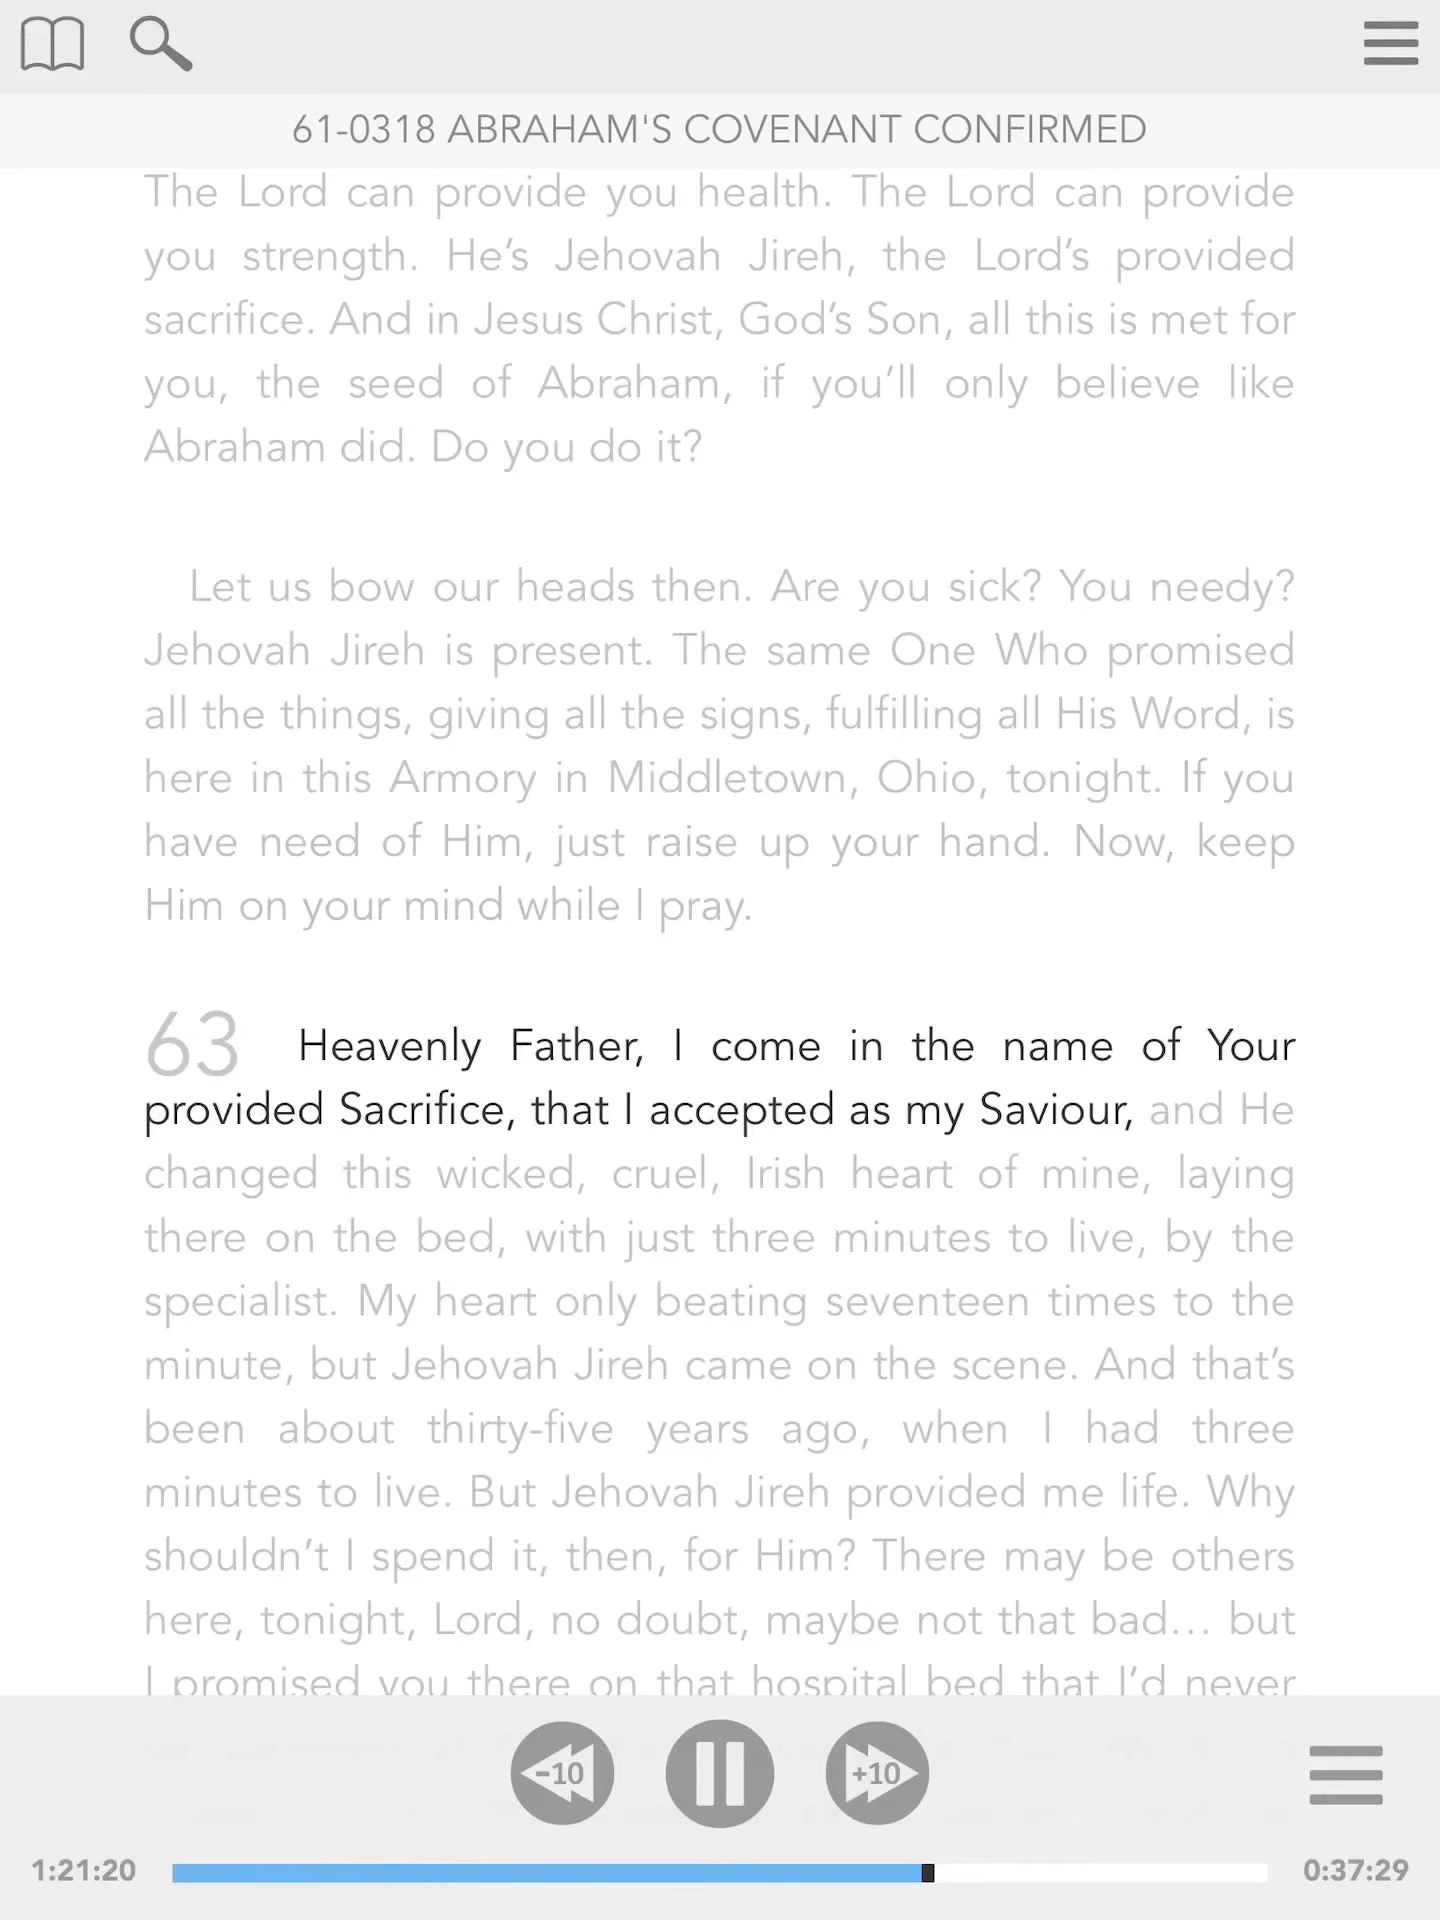 61-0318 ABRAHAM'S COVENANT CONFIRMED
The Lord can provide you health. The Lord can provide
you strength. He’s Jehovah Jireh, the Lord’s provided
sacrifice. And in Jesus Christ, God’s Son, all this is met for
you, the seed of Abraham, if you’ll only believe like
Abraham did. Do you do it?
Let us bow our heads then. Are you sick? You needy?
Jehovah Jireh is present. The same One Who promised
all the things, giving all the signs, fulfilling all His Word, is
here in this Armory in Middletown, Ohio, tonight. If you
have need of Him, just raise up your hand. Now, keep
Him on your mind while I pray.
63 Heavenly Father, I come in the name of Your
provided Sacrifice, that I accepted as my Saviour, and He
changed this wicked, cruel, Irish heart of mine, laying
there on the bed, with just three minutes to live, by the
specialist. My heart only beating seventeen times to the
minute, but Jehovah Jireh came on the scene. And that’s
been about thirty-five years ago, when I had three
minutes to live. But Jehovah Jireh provided me life. Why
shouldn’t I spend it, then, for Him? There may be others
here, tonight, Lord, no doubt, maybe not that bad... but
I promised you there on that hospital bed that I’d never
-10 +10
1:21:20 0:37:29